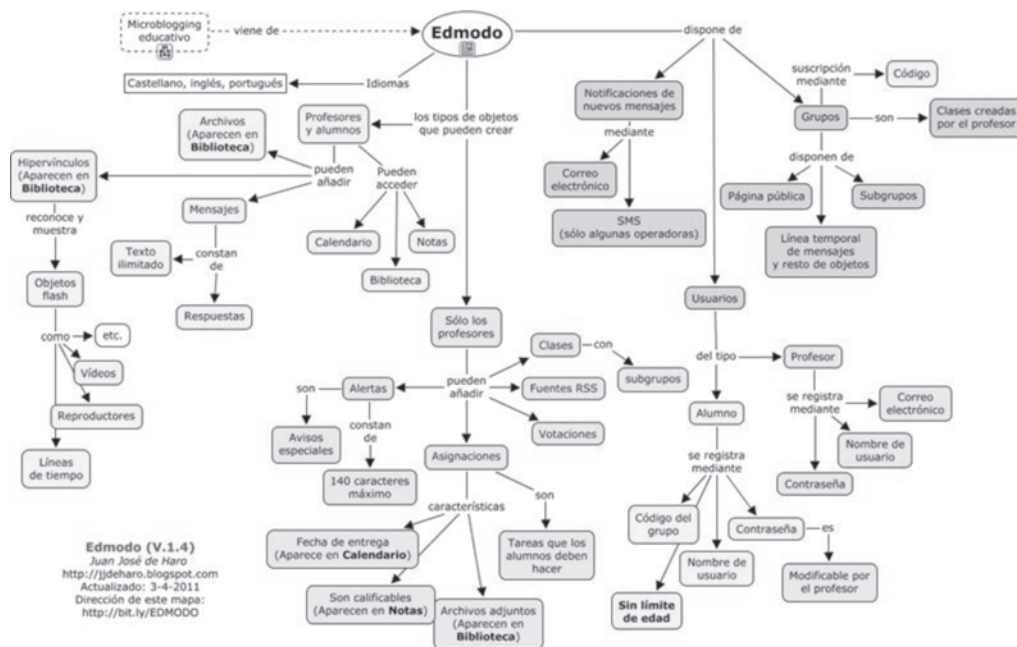 Microblogging
educativo
viene de
Edmodo
dispone de
Idiomas
Castellano, inglés, portugués
los tipos de objetos
que pueden crear
Profesores
y alumnos
pueden
añadir
Archivos
(Aparecen en
Biblioteca)
Hipervínculos
(Aparecen en
Biblioteca)
reconoce y
muestra
Objetos
flash
como
etc.
Vídeos
Reproductores
Líneas
de tiempo
Mensajes
constan
de
Texto
ilimitado
Respuestas
Pueden
acceder
Calendario
Biblioteca
Notas
Sólo los
profesores
pueden
añadir
Clases
con
subgrupos
Fuentes RSS
Votaciones
Alertas
son
Avisos
especiales
constan
de
140 caracteres
máximo
Asignaciones
características
Fecha de entrega
(Aparece en Calendario)
Son calificables
(Aparecen en Notas)
Archivos adjuntos
(Aparecen en
Biblioteca)
son
Tareas que los
alumnos deben
hacer
Notificaciones de
nuevos mensajes
mediante
Correo
electrónico
SMS
(sólo algunas operadoras)
Grupos
suscripción
mediante
Código
son
Clases creadas
por el profesor
disponen de
Página pública
Subgrupos
Línea temporal
de mensajes
y resto de objetos
Usuarios
del tipo
Profesor
se registra
mediante
Correo
electrónico
Nombre de
usuario
Contraseña
Alumno
se registra
mediante
Código del
grupo
Sin límite
de edad
Nombre de
usuario
Contraseña
es
Modificable por
el profesor
Edmodo (V.1.4)
Juan José de Haro
http://jjdeharo.blogspot.com
Actualizado: 3-4-2011
Dirección de este mapa:
http://bit.ly/EDMODO